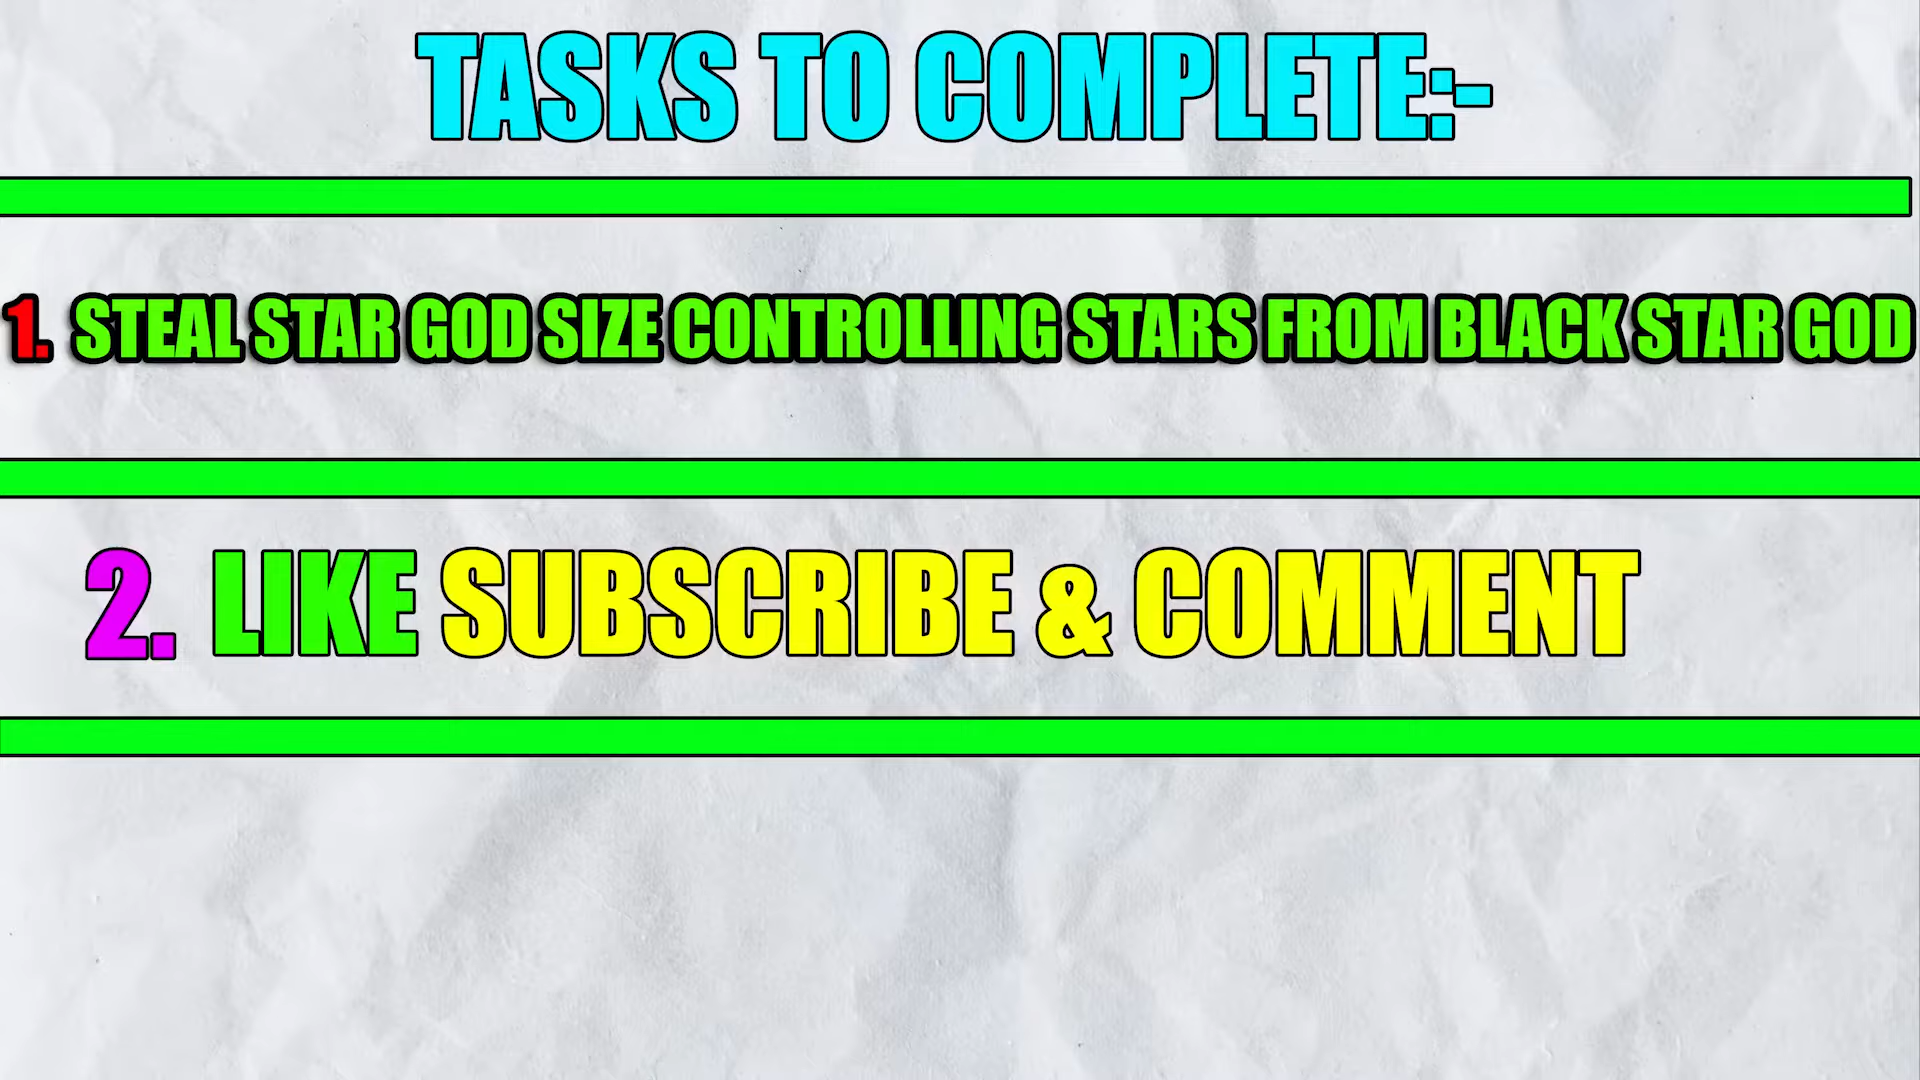 TASKS TO COMPLETE:-
1. STEAL STAR GOD SIZE CONTROLLING STARS FROM BLACK STAR GOD
2. LIKE SUBSCRIBE & COMMENT